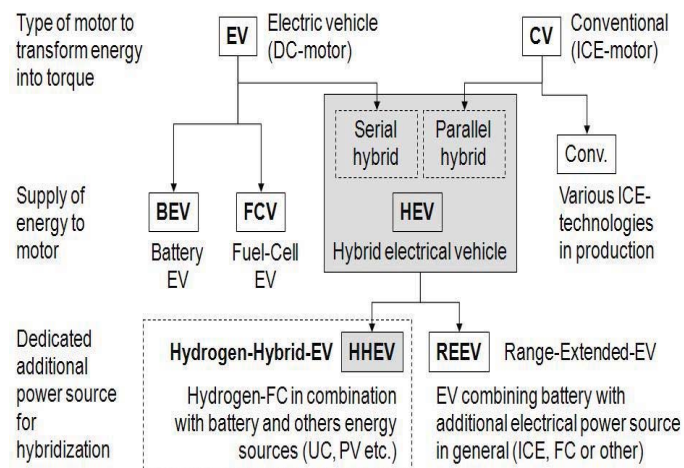 Type of motor to
transform energy
into torque
EV
Electric vehicle
(DC-motor)
CV
Conventional
(ICE-motor)
Serial
hybrid
Parallel
hybrid
Conv.
Supply of
energy to
motor
BEV
FCV
HEV
Various ICE-
technologies
in production
Battery
EV
Fuel-Cell
EV
Hybrid electrical vehicle
Dedicated
additional
power source
for
hybridization
Hydrogen-Hybrid-EV
HHEV
REEV
Range-Extended-EV
Hydrogen-FC in combination
with battery and others energy
sources (UC, PV etc.)
EV combining battery with
additional electrical power source
in general (ICE, FC or other)